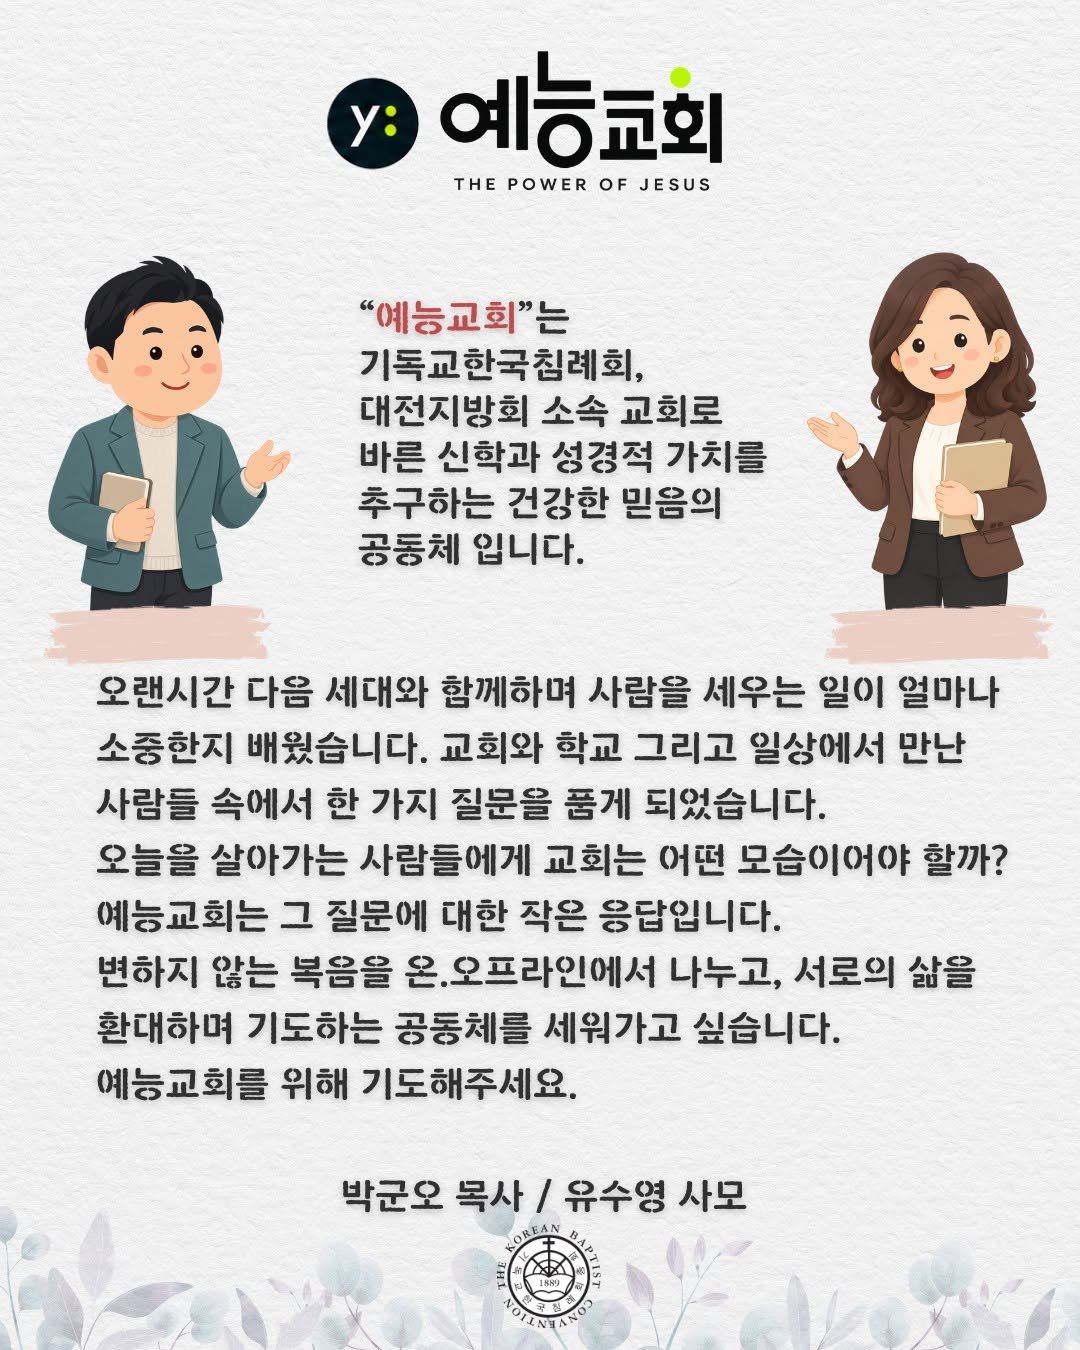 y: 예능교회
THE POWER OF JESUS
“예능교회”는
기독교한국침례회,
대전지방회 소속 교회로
바른 신학과 성경적 가치를
추구하는 건강한 믿음의
공동체 입니다.
오랜시간 다음 세대와 함께하며 사람을 세우는 일이 얼마나
소중한지 배웠습니다. 교회와 학교 그리고 일상에서 만난
사람들 속에서 한 가지 질문을 품게 되었습니다.
오늘을 살아가는 사람들에게 교회는 어떤 모습이어야 할까?
예능교회는 그 질문에 대한 작은 응답입니다.
변하지 않는 복음을 온.오프라인에서 나누고, 서로의 삶을
환대하며 기도하는 공동체를 세워가고 싶습니다.
예능교회를 위해 기도해주세요.
박군오 목사 / 유수영 사모
THE KOREAN BAPTIST CONVENTION
기독교한국침례회총회
1889